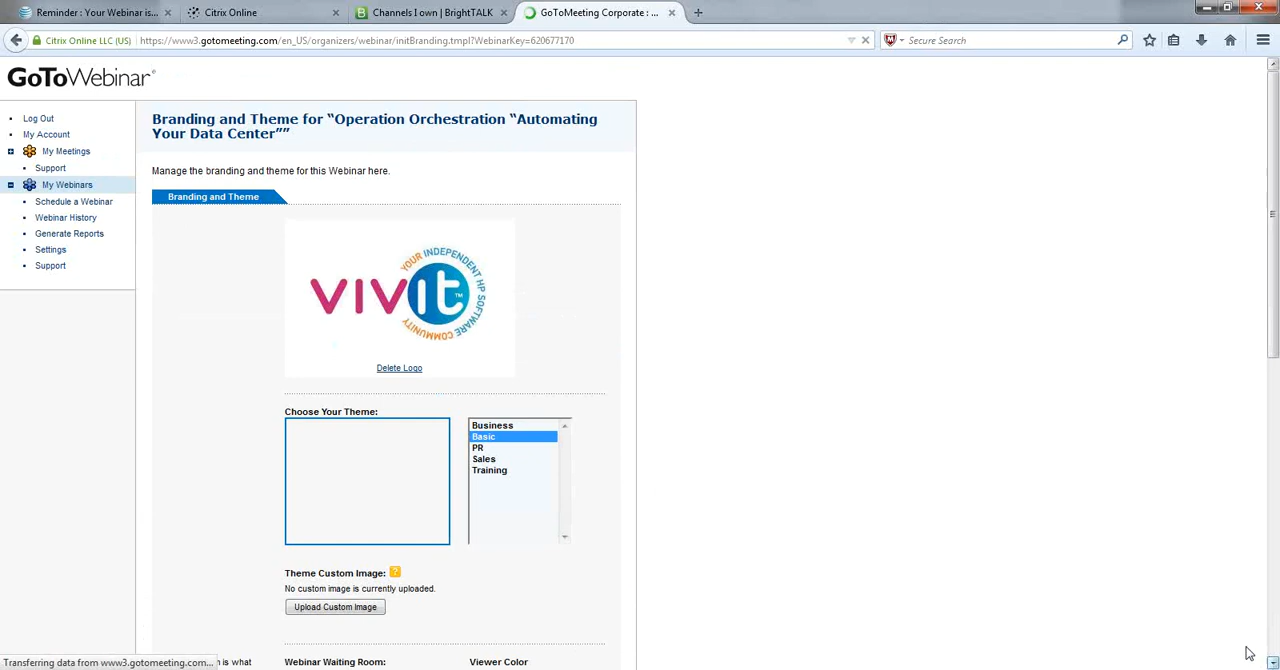 Reminder : Your Webinar is...
Citrix Online
Channels I own | BrightTALK
GoToMeeting Corporate : ...
Citrix Online LLC (US)
https://www3.gotomeeting.com/en_US/organizers/webinar/initBranding.tmpl?WebinarKey=620677170
Secure Search
GoToWebinar
Log Out
My Account
My Meetings
Support
My Webinars
Schedule a Webinar
Webinar History
Generate Reports
Settings
Support
Branding and Theme for “Operation Orchestration “Automating
Your Data Center””
Manage the branding and theme for this Webinar here.
Branding and Theme
vivit™
YOUR INDEPENDENT HP SOFTWARE COMMUNITY
Delete Logo
Choose Your Theme:
Business
Basic
PR
Sales
Training
Theme Custom Image: ?
No custom image is currently uploaded.
Upload Custom Image
Transferring data from www3.gotomeeting.com...
n is what
Webinar Waiting Room:
Viewer Color